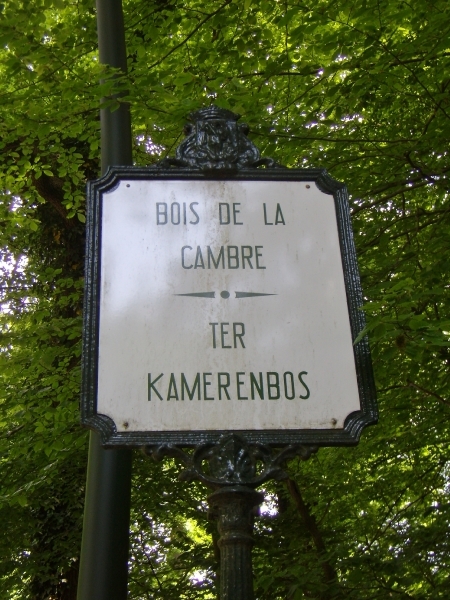 BOIS DE LA
CAMBRE
TER
KAMERENBOS